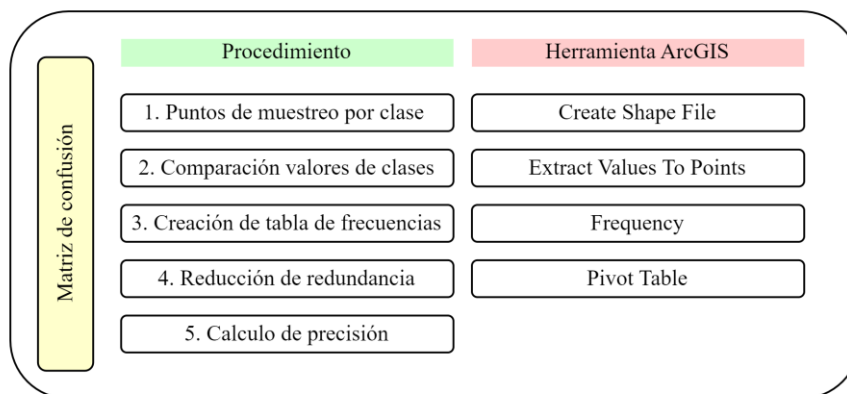 Procedimiento
Herramienta ArcGIS
Matriz de confusión
1. Puntos de muestreo por clase
Create Shape File
2. Comparación valores de clases
Extract Values To Points
3. Creación de tabla de frecuencias
Frequency
4. Reducción de redundancia
Pivot Table
5. Calculo de precisión